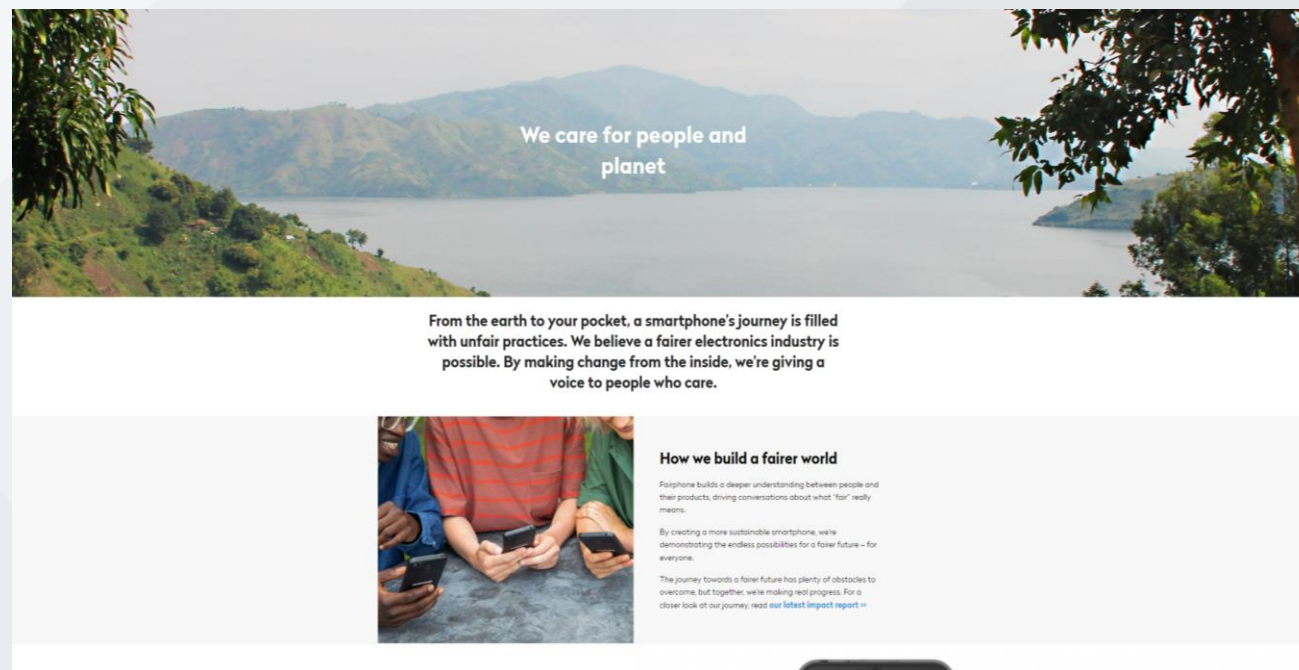 We care for people and
planet
From the earth to your pocket, a smartphone's journey is filled
with unfair practices. We believe a fairer electronics industry is
possible. By making change from the inside, we're giving a
voice to people who care.
How we build a fairer world
Fairphone builds a deeper understanding between people and
their products, driving conversations about what "fair" really
means.
By creating a more sustainable smartphone, we're
demonstrating the endless possibilities for a fairer future – for
everyone.
The journey towards a fairer future has plenty of obstacles to
overcome, but together, we're making real progress. For a
closer look at our journey, read our latest impact report »